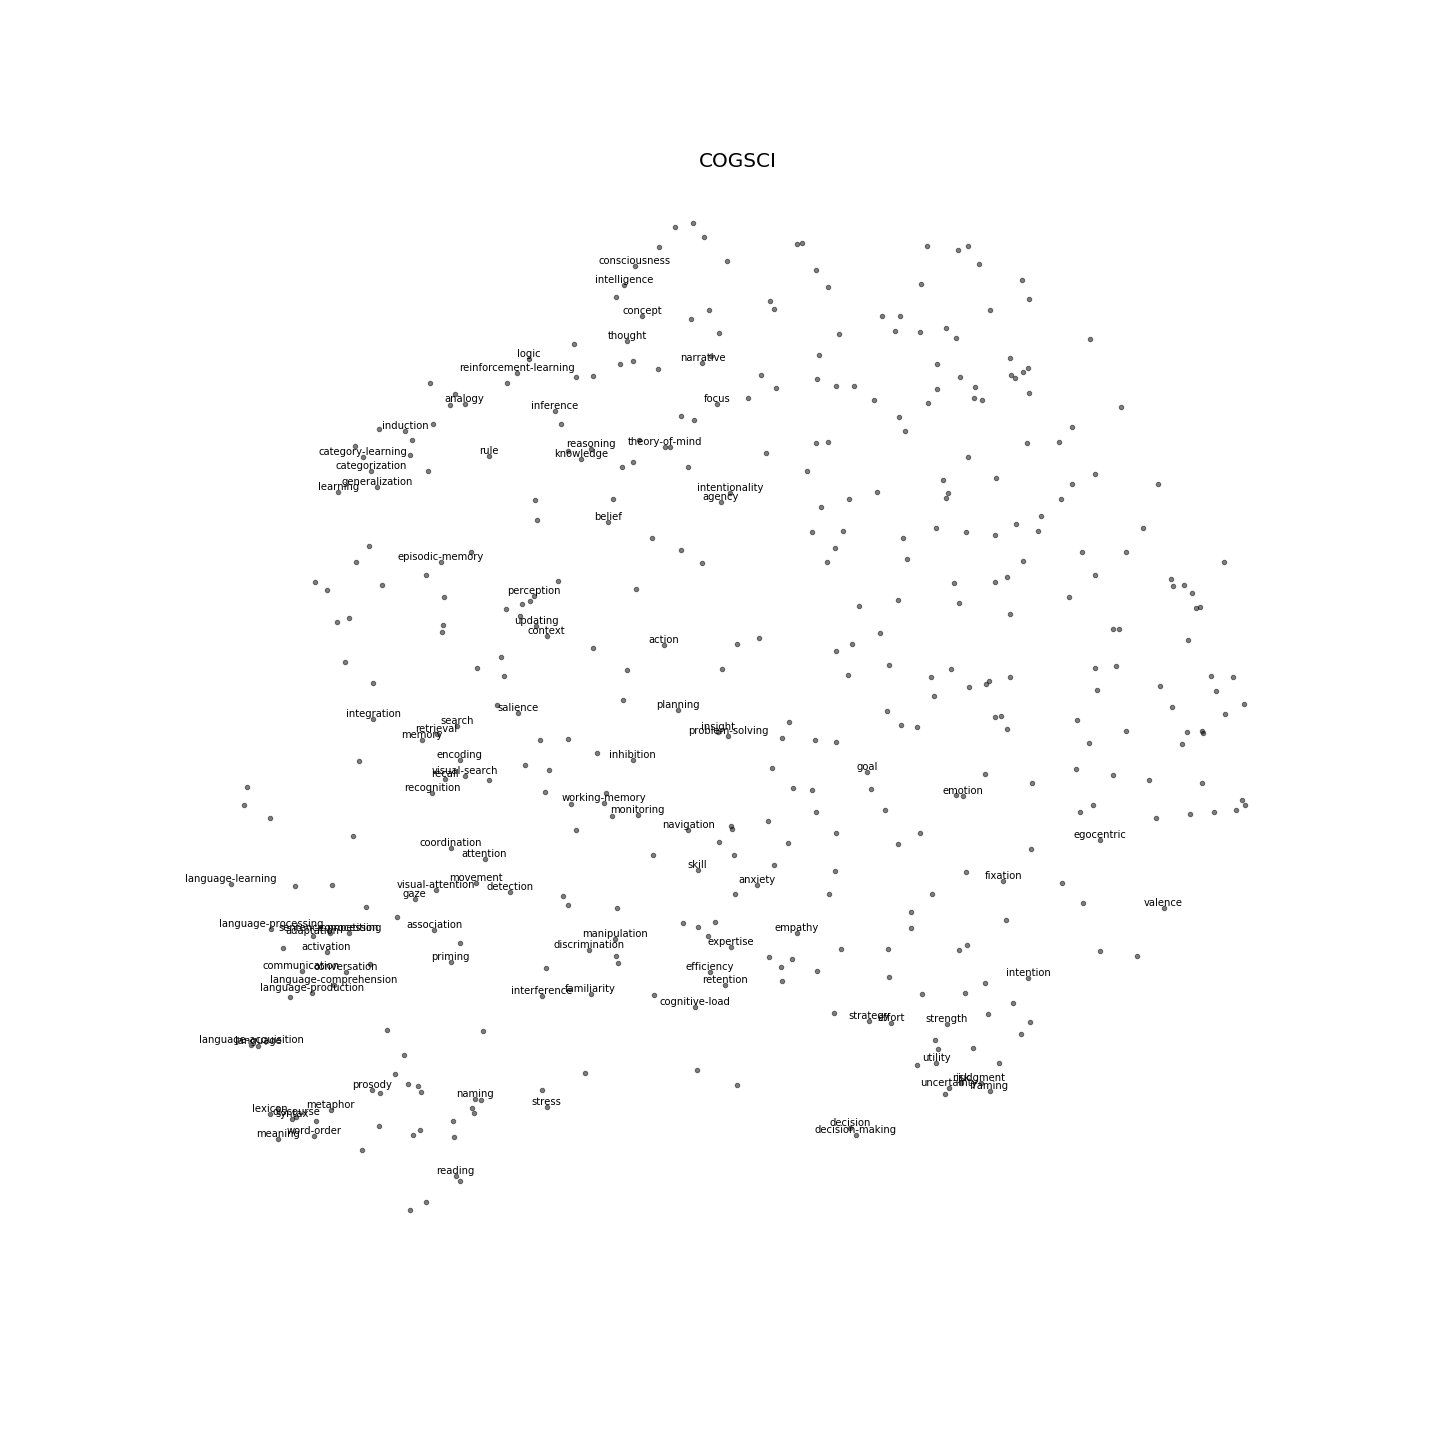 COGSCI
consciousness
intelligence
concept
thought
logic
narrative
reinforcement-learning
analogy
focus
inference
induction
theory-of-mind
reasoning
category-learning
rule
knowledge
categorization
generalization
learning
intentionality
agency
belief
episodic-memory
perception
updating
context
action
planning
salience
integration
search
insight
retrieval
problem-solving
memory
encoding
inhibition
goal
visual-search
recall
recognition
emotion
working-memory
monitoring
navigation
egocentric
coordination
attention
skill
fixation
language-learning
movement
anxiety
visual-attention
detection
gaze
valence
language-processing
association
empathy
adaptation
manipulation
expertise
discrimination
activation
priming
communication
conversation
efficiency
intention
language-comprehension
retention
language-production
interference
familiarity
cognitive-load
strategy
effort
strength
language-acquisition
language
utility
risk
judgment
uncertainty
framing
prosody
naming
stress
metaphor
lexicon
discourse
syntax
decision
decision-making
word-order
meaning
reading